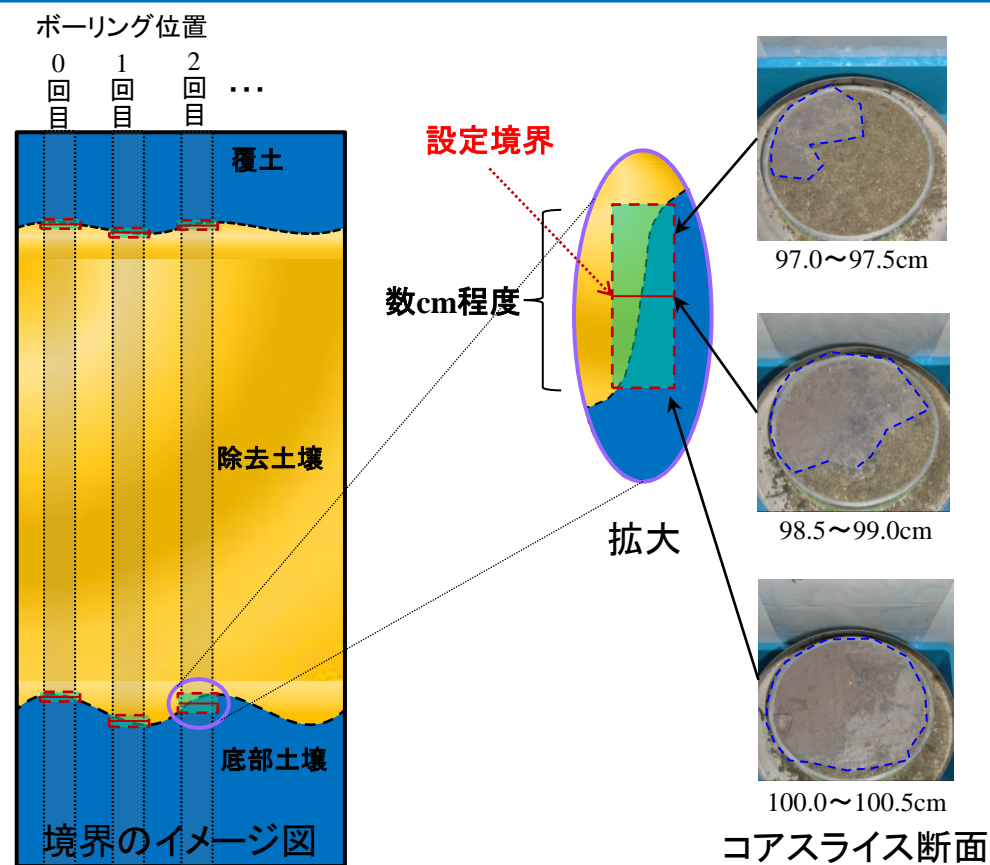 ボーリング位置
0回目
1回目
2回目
…
覆土
除去土壌
底部土壌
境界のイメージ図
設定境界
数cm程度
拡大
97.0～97.5cm
98.5～99.0cm
100.0～100.5cm
コアスライス断面